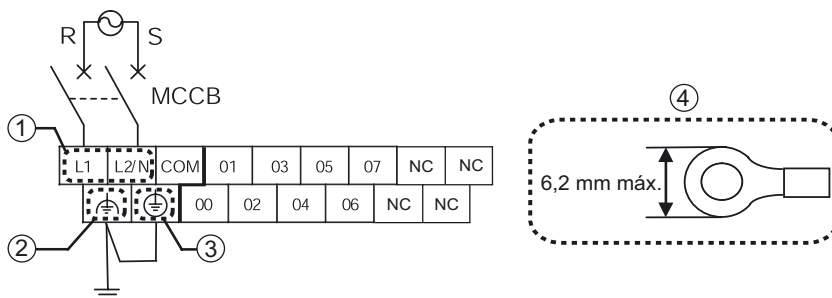 R S
MCCB
①
④
L1 L2/N COM 01 03 05 07 NC NC
6,2 mm máx.
00 02 04 06 NC NC
② ③